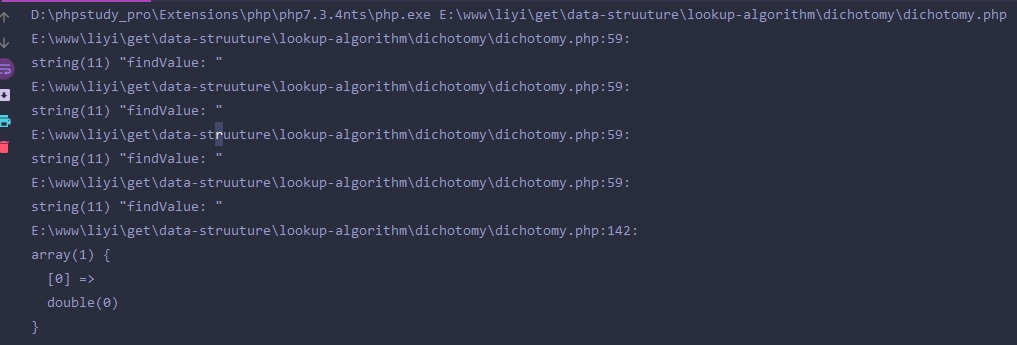 D:\phpstudy_pro\Extensions\php\php7.3.4nts\php.exe E:\www\liyi\get\data-struuture\lookup-algorithm\dichotomy\dichotomy.php
E:\www\liyi\get\data-struuture\lookup-algorithm\dichotomy\dichotomy.php:59:
string(11) "findValue: "
E:\www\liyi\get\data-struuture\lookup-algorithm\dichotomy\dichotomy.php:59:
string(11) "findValue: "
E:\www\liyi\get\data-struuture\lookup-algorithm\dichotomy\dichotomy.php:59:
string(11) "findValue: "
E:\www\liyi\get\data-struuture\lookup-algorithm\dichotomy\dichotomy.php:59:
string(11) "findValue: "
E:\www\liyi\get\data-struuture\lookup-algorithm\dichotomy\dichotomy.php:142:
array(1) {
  [0] =>
  double(0)
}